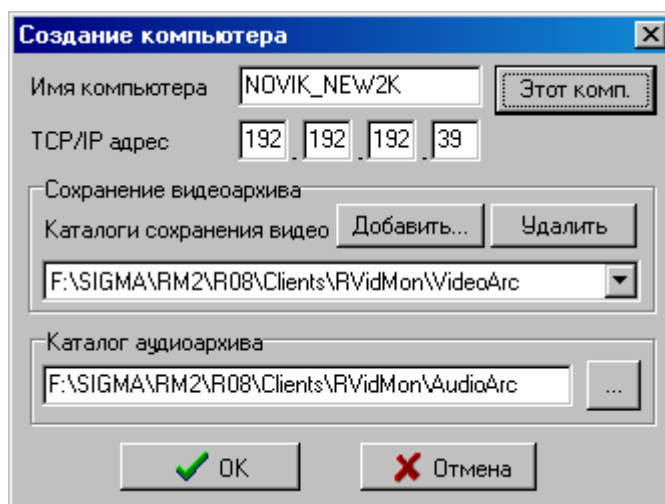 Создание компьютера
Имя компьютера NOVIK_NEW2K Этот комп.
TCP/IP адрес 192 . 192 . 192 . 39
Сохранение видеоархива
Каталоги сохранения видео Добавить... Удалить
F:\SIGMA\RM2\R08\Clients\RVidMon\VideoArc
Каталог аудиоархива
F:\SIGMA\RM2\R08\Clients\RVidMon\AudioArc ...
OK Отмена